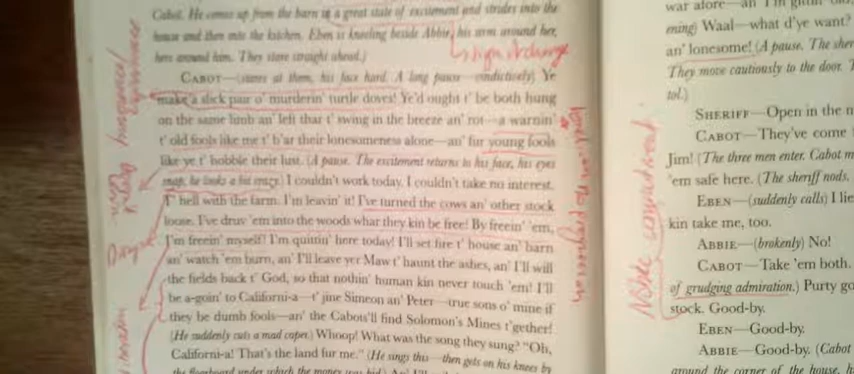 Cabot. He comes up from the barn in a great state of excitement and strides into the
house and then into the kitchen. Eben is kneeling beside Abbie, his arm around her,
hers around him. They stare straight ahead.)
CABOT—(stares at them, his face hard. A long pause—vindictively) Ye
make a slick pair o' murderin' turtle doves! Ye'd ought t' be both hung
on the same limb an' left thar t' swing in the breeze an' rot—a warnin'
t' old fools like me t' b'ar their lonesomeness alone—an' fur young fools
like ye t' hobble their lust. (A pause. The excitement returns to his face, his eyes
snap, he looks a bit crazy.) I couldn't work today. I couldn't take no interest.
T' hell with the farm. I'm leavin' it! I've turned the cows an' other stock
loose. I've druv 'em into the woods whar they kin be free! By freein' 'em,
I'm freein' myself! I'm quittin' here today! I'll set fire t' house an' barn
an' watch 'em burn, an' I'll leave yer Maw t' haunt the ashes, an' I'll will
the fields back t' God, so that nothin' human kin never touch 'em! I'll
be a-goin' to Californi-a—t' jine Simeon an' Peter—true sons o' mine if
they be dumb fools—an' the Cabots'll find Solomon's Mines t'gether!
(He suddenly cuts a mad caper.) Whoop! What was the song they sung? "Oh,
Californi-a! That's the land fur me." (He sings this—then gets on his knees by
the floorboard under which the money was hid.)
war afore—an' I'm gittin' old,
ming) Waal—what d'ye want?
an' lonesome! (A pause. The sher
They move cautiously to the door.
tol.)
SHERIFF—Open in the n
CABOT—They've come
Jim! (The three men enter. Cabot
'em safe here. (The sheriff nods.
EBEN—(suddenly calls) I lie
kin take me, too.
ABBIE—(brokenly) No!
CABOT—Take 'em both.
of grudging admiration.) Purty go
stock. Good-by.
EBEN—Good-by.
ABBIE—Good-by. (Cabot
around the corner of the house,